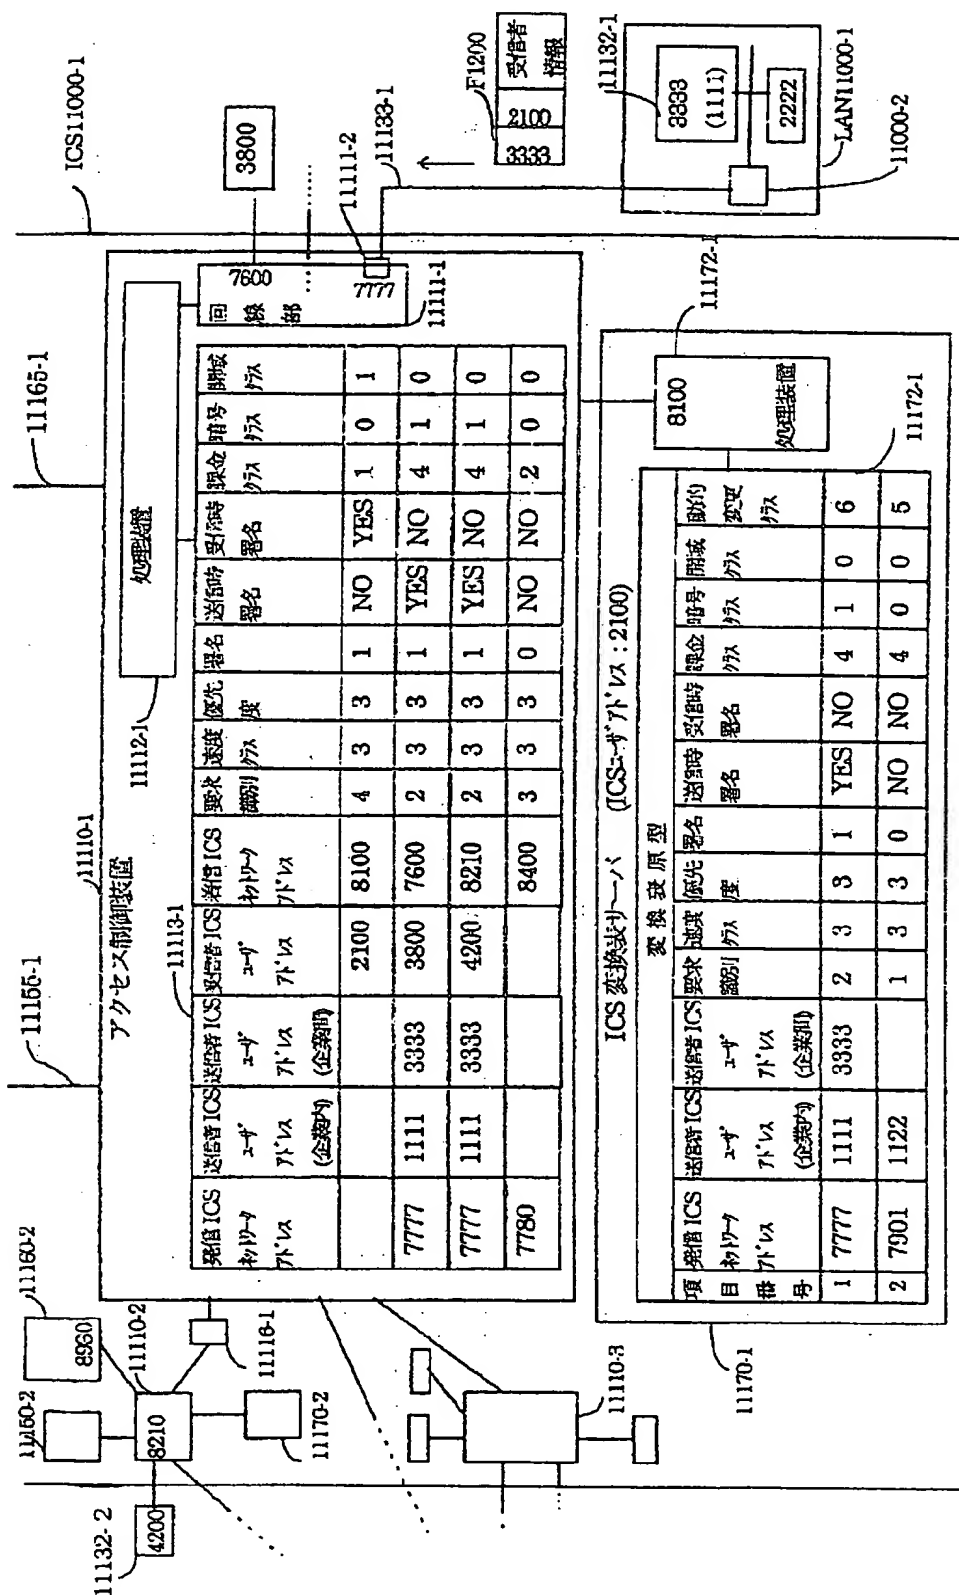 ICS11000-1
11165-1
11155-1
11110-1
アクセス制御装置
11112-1
処理装置
11113-1
回線部
7600
7777
11111-1
11111-2
3800
11133-1
F1200
3333 2100 受信者情報
11132-1
3333
(1111)
2222
LAN11000-1
11000-2
発信ICSネットワークアドレス 送信者ICSユーザアドレス(企業内) 送信者ICSユーザアドレス(企業間) 受信者ICSユーザアドレス 着信ICSネットワークアドレス 要求識別 速度クラス 優先度 署名 送信時署名 受信時署名 課金クラス 暗号クラス 開域クラス
2100 8100 4 3 3 1 NO YES 1 0 1
7777 1111 3333 3800 7600 2 3 3 1 YES NO 4 1 0
7777 1111 3333 4200 8210 2 3 3 1 YES NO 4 1 0
7780 8400 3 3 3 0 NO NO 2 0 0
11160-2
8930
11150-2
11110-2
8210
11116-1
11170-2
11132-2
4200
11110-3
11170-1
ICS 変換表サーバ (ICSユーザアドレス:2100)
8100
処理装置
11172-1
11172-1
変換表原型
項目番号 発信ICSネットワークアドレス 送信者ICSユーザアドレス(企業内) 送信者ICSユーザアドレス(企業間) 要求識別 速度クラス 優先度 署名 送信時署名 受信時署名 課金クラス 暗号クラス 開域クラス 動的変更クラス
1 7777 1111 3333 2 3 3 1 YES NO 4 1 0 6
2 7901 1122 1 3 3 0 NO NO 4 0 0 5